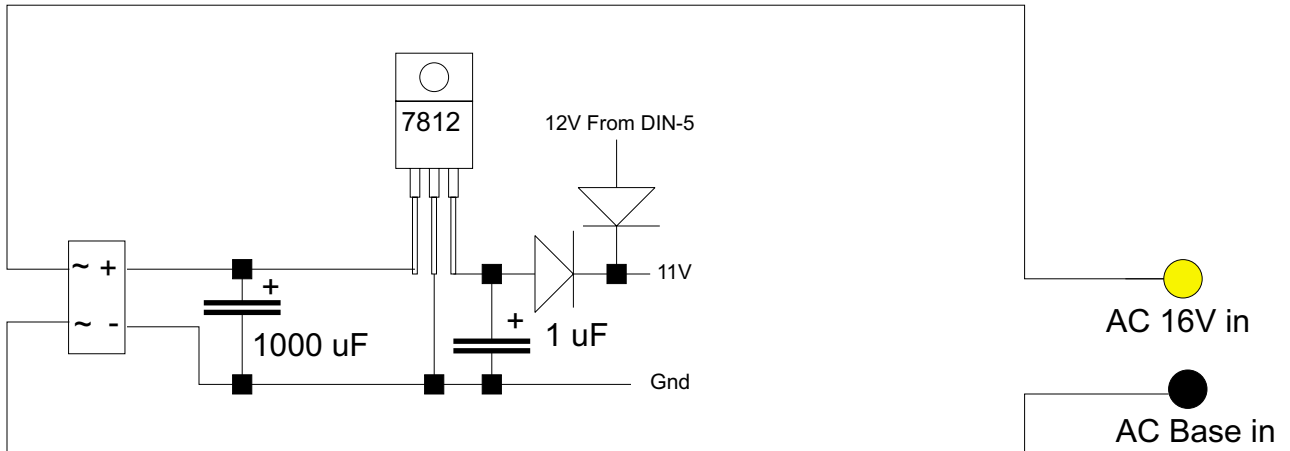 7812
12V From DIN-5
~ +
~ -
+
1000 uF
+
1 uF
11V
Gnd
AC 16V in
AC Base in